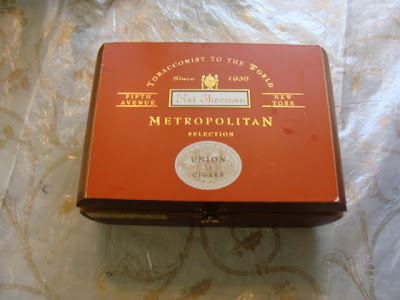 TOBACCONIST TO THE WORLD
Since 1930
FIFTH AVENUE
Nat Sherman
NEW YORK
METROPOLITAN
SELECTION
UNION
CIGARS